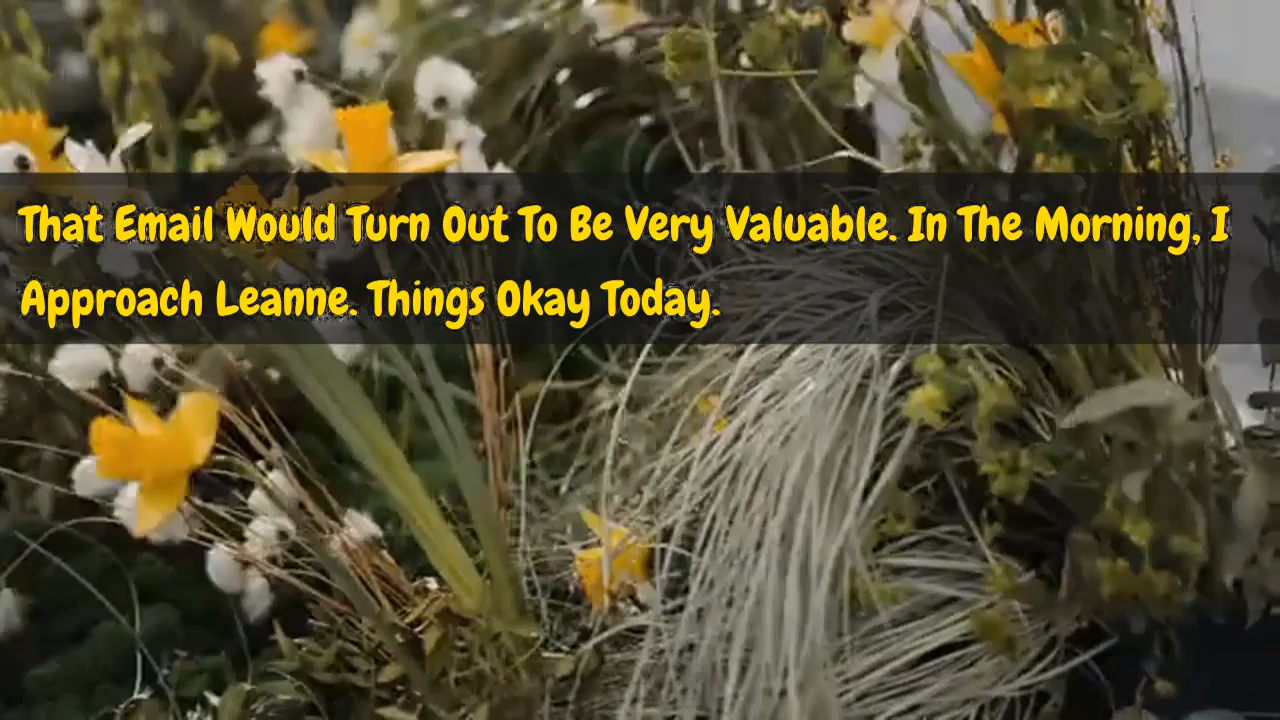 That Email Would Turn Out To Be Very Valuable. In The Morning, I
Approach Leanne. Things Okay Today.